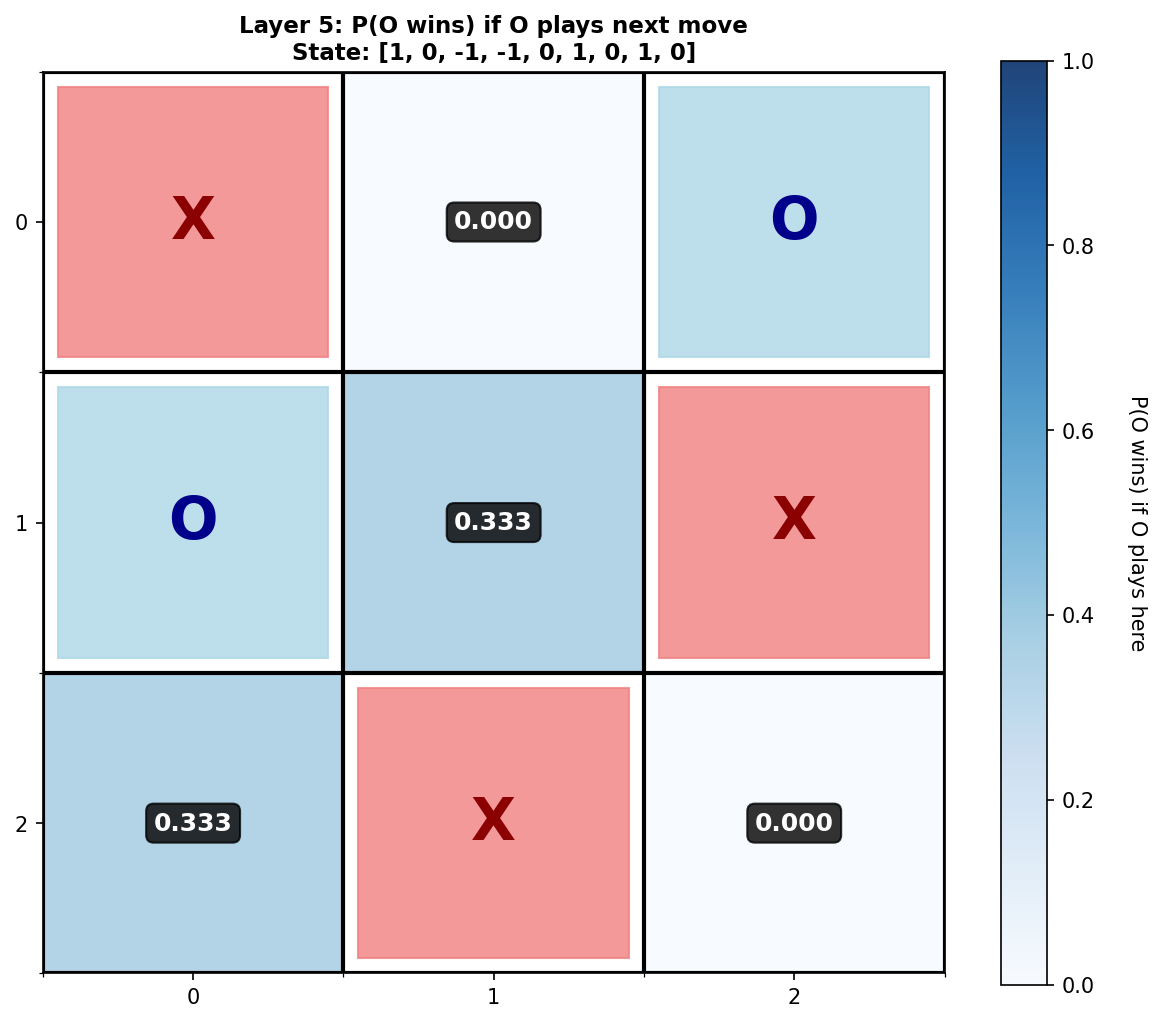 Layer 5: P(O wins) if O plays next move
State: [1, 0, -1, -1, 0, 1, 0, 1, 0]
X
0.000
O
O
0.333
X
0.333
X
0.000
0
1
2
0
1
2
1.0
0.8
0.6
0.4
0.2
0.0
P(O wins) if O plays here